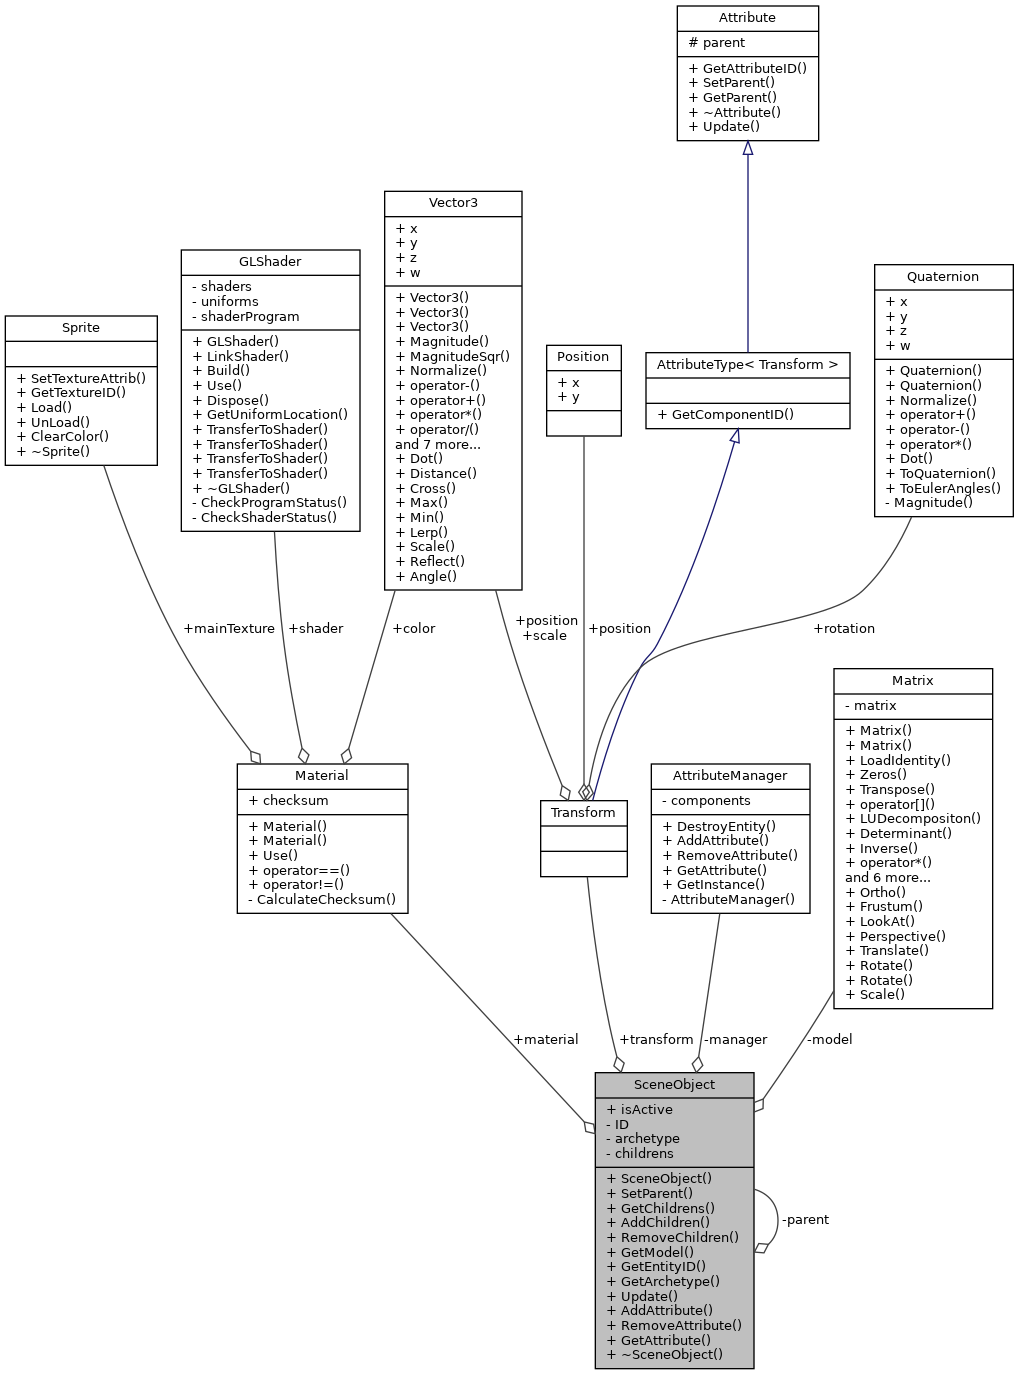 Attribute
# parent
+ GetAttributeID()
+ SetParent()
+ GetParent()
+ ~Attribute()
+ Update()
Vector3
+ x
+ y
+ z
+ w
+ Vector3()
+ Vector3()
+ Vector3()
+ Magnitude()
+ MagnitudeSqr()
+ Normalize()
+ operator-()
+ operator+()
+ operator*()
+ operator/()
and 7 more...
+ Dot()
+ Distance()
+ Cross()
+ Max()
+ Min()
+ Lerp()
+ Scale()
+ Reflect()
+ Angle()
GLShader
- shaders
- uniforms
- shaderProgram
+ GLShader()
+ LinkShader()
+ Build()
+ Use()
+ Dispose()
+ GetUniformLocation()
+ TransferToShader()
+ TransferToShader()
+ TransferToShader()
+ TransferToShader()
+ ~GLShader()
- CheckProgramStatus()
- CheckShaderStatus()
Quaternion
+ x
+ y
+ z
+ w
+ Quaternion()
+ Quaternion()
+ Normalize()
+ operator+()
+ operator-()
+ operator*()
+ Dot()
+ ToQuaternion()
+ ToEulerAngles()
- Magnitude()
Sprite
+ SetTextureAttrib()
+ GetTextureID()
+ Load()
+ UnLoad()
+ ClearColor()
+ ~Sprite()
Position
+ x
+ y
AttributeType< Transform >
+ GetComponentID()
+mainTexture
+shader
+color
+position
+scale
+position
+rotation
Matrix
- matrix
+ Matrix()
+ Matrix()
+ LoadIdentity()
+ Zeros()
+ Transpose()
+ operator[]()
+ LUDecompositon()
+ Determinant()
+ Inverse()
+ operator*()
and 6 more...
+ Ortho()
+ Frustum()
+ LookAt()
+ Perspective()
+ Translate()
+ Rotate()
+ Rotate()
+ Scale()
Material
+ checksum
+ Material()
+ Material()
+ Use()
+ operator==()
+ operator!=()
- CalculateChecksum()
Transform
AttributeManager
- components
+ DestroyEntity()
+ AddAttribute()
+ RemoveAttribute()
+ GetAttribute()
+ GetInstance()
- AttributeManager()
+material
+transform
-manager
-model
SceneObject
+ isActive
- ID
- archetype
- childrens
+ SceneObject()
+ SetParent()
+ GetChildrens()
+ AddChildren()
+ RemoveChildren()
+ GetModel()
+ GetEntityID()
+ GetArchetype()
+ Update()
+ AddAttribute()
+ RemoveAttribute()
+ GetAttribute()
+ ~SceneObject()
-parent